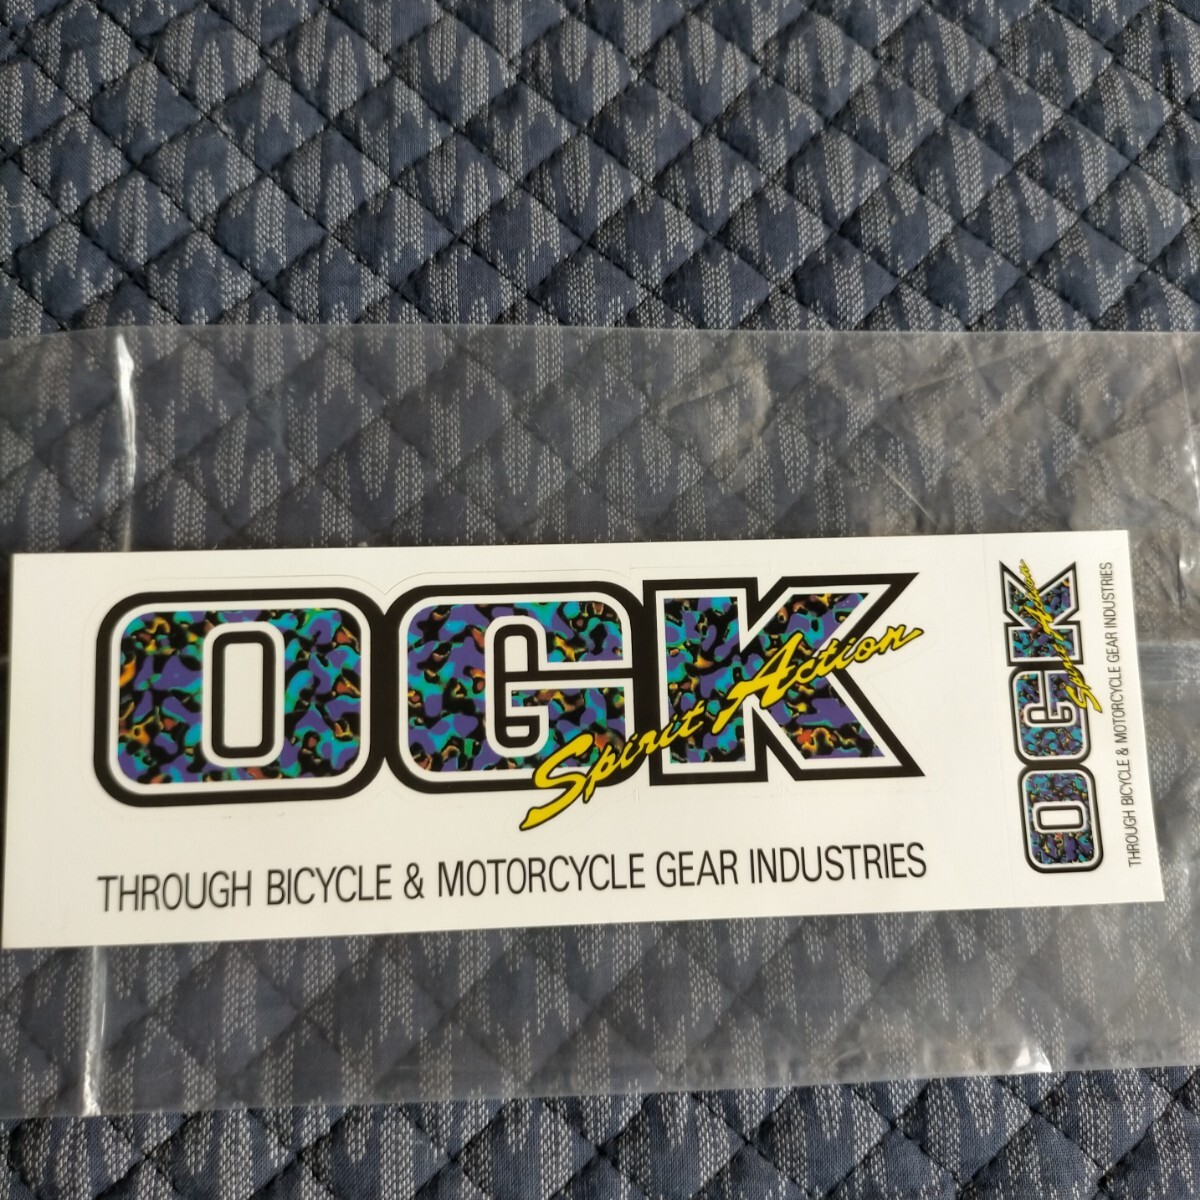 OGK
Spirit Action
THROUGH BICYCLE & MOTORCYCLE GEAR INDUSTRIES
OGK
Spirit Action
THROUGH BICYCLE & MOTORCYCLE GEAR INDUSTRIES